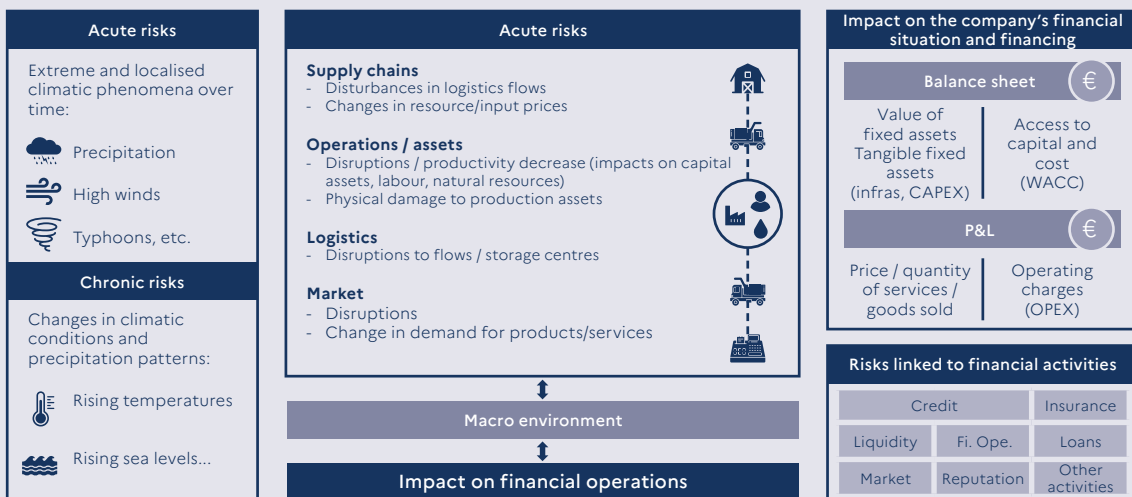 Acute risks
Extreme and localised
climatic phenomena over
time:
Precipitation
High winds
Typhoons, etc.
Chronic risks
Changes in climatic
conditions and
precipitation patterns:
Rising temperatures
Rising sea levels...
Acute risks
Supply chains
- Disturbances in logistics flows
- Changes in resource/input prices
Operations / assets
- Disruptions / productivity decrease (impacts on capital
assets, labour, natural resources)
- Physical damage to production assets
Logistics
- Disruptions to flows / storage centres
Market
- Disruptions
- Change in demand for products/services
Macro environment
Impact on financial operations
Impact on the company's financial
situation and financing
Balance sheet €
Value of
fixed assets
Tangible fixed
assets
(infras, CAPEX)
Access to
capital and
cost
(WACC)
P&L €
Price / quantity
of services /
goods sold
Operating
charges
(OPEX)
Risks linked to financial activities
Credit
Insurance
Liquidity
Fi. Ope.
Loans
Market
Reputation
Other
activities